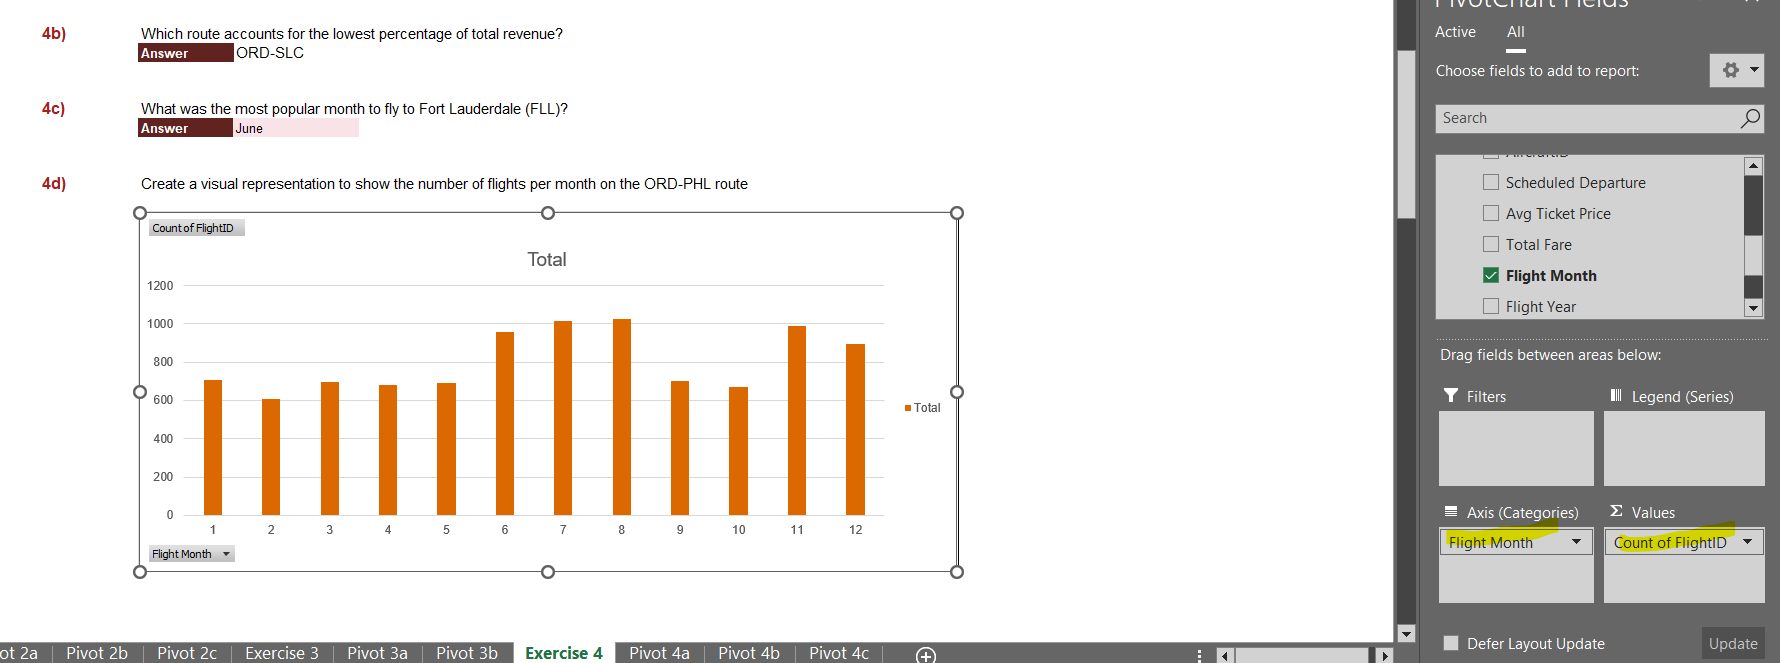 4b) Which route accounts for the lowest percentage of total revenue?
Answer ORD-SLC
4c) What was the most popular month to fly to Fort Lauderdale (FLL)?
Answer June
4d) Create a visual representation to show the number of flights per month on the ORD-PHL route
Count of FlightID
Total
1200
1000
800
600
400
200
0
1 2 3 4 5 6 7 8 9 10 11 12
Total
Flight Month
ot 2a Pivot 2b Pivot 2c Exercise 3 Pivot 3a Pivot 3b Exercise 4 Pivot 4a Pivot 4b Pivot 4c
PivotChart Fields
Active All
Choose fields to add to report:
Search
AircraftID
Scheduled Departure
Avg Ticket Price
Total Fare
Flight Month
Flight Year
Drag fields between areas below:
Filters
Legend (Series)
Axis (Categories)
Flight Month
Σ Values
Count of FlightID
Defer Layout Update
Update